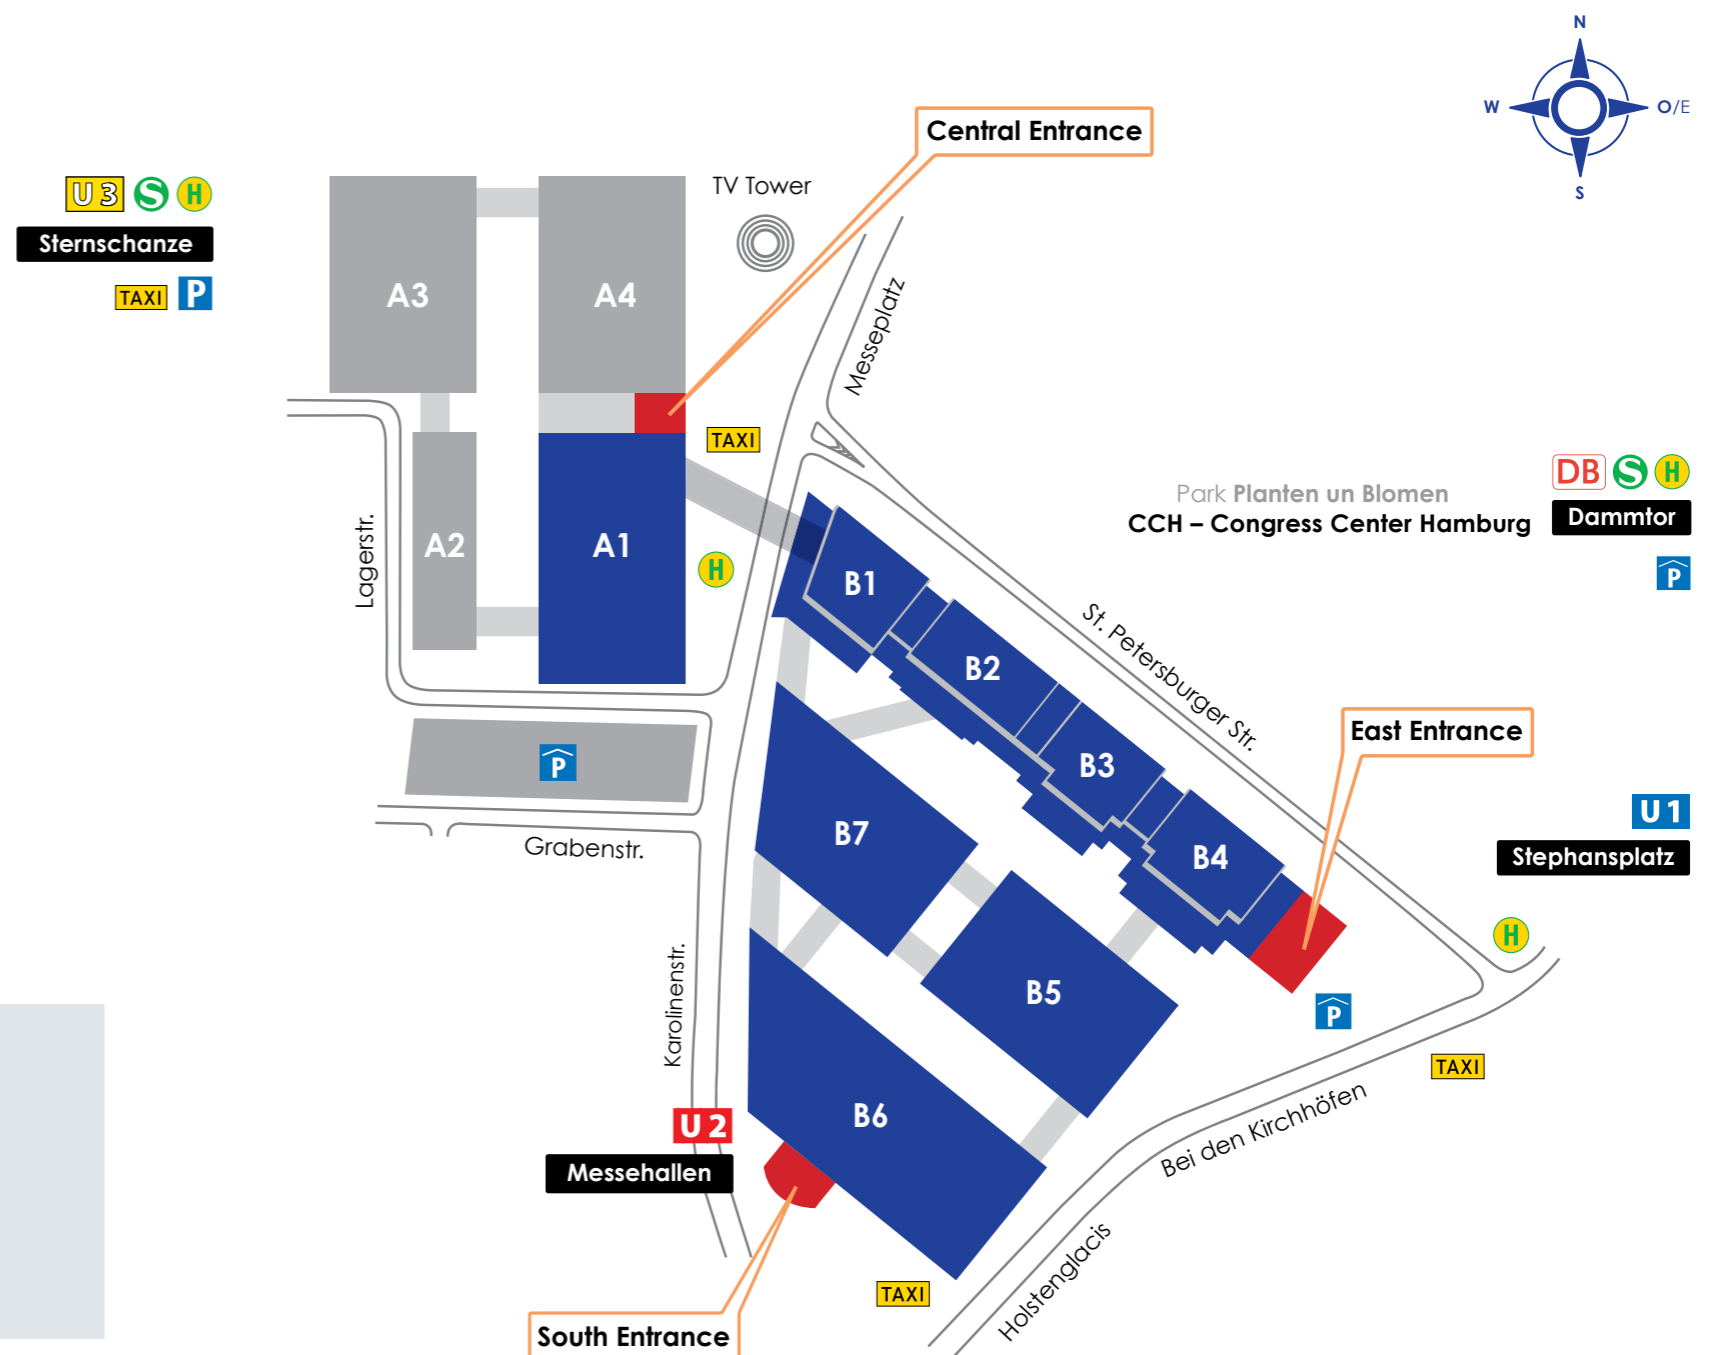 N
W
O/E
S
Central Entrance
TV Tower
U3 S H
Sternschanze
TAXI P
A3
A4
Messeplatz
TAXI
Park Planten un Blomen
CCH – Congress Center Hamburg
DB S H
Dammtor
P
Lagerstr.
A2
A1
H
B1
St. Petersburger Str.
B2
B3
East Entrance
P
U1
Stephansplatz
Grabenstr.
B7
B4
H
Karolinenstr.
B5
P
TAXI
Bei den Kirchhöfen
U2
Messehallen
B6
Holstenglacis
TAXI
South Entrance